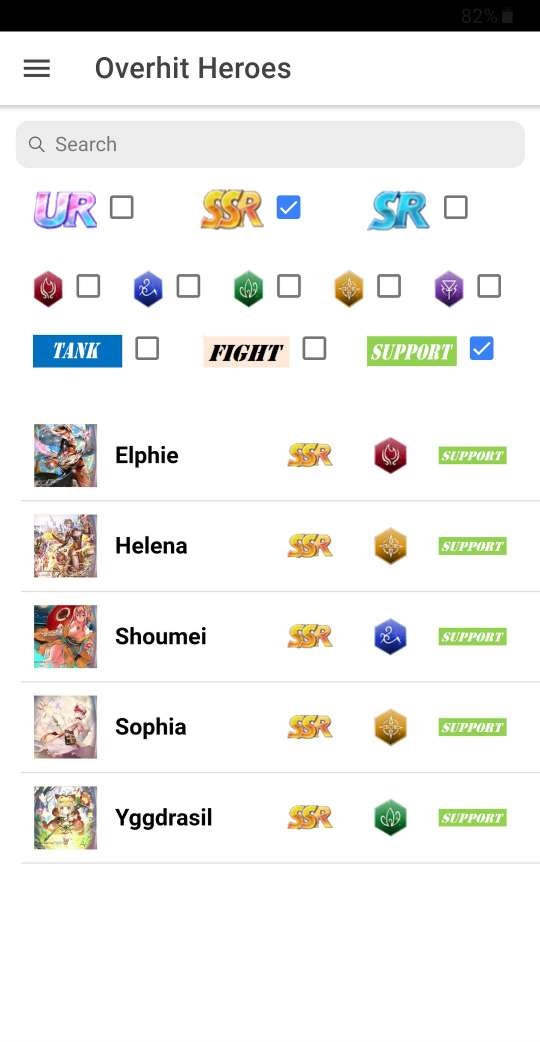 82%
Overhit Heroes
Search
UR SSR SR
TANK FIGHT SUPPORT
Elphie SSR SUPPORT
Helena SSR SUPPORT
Shoumei SSR SUPPORT
Sophia SSR SUPPORT
Yggdrasil SSR SUPPORT